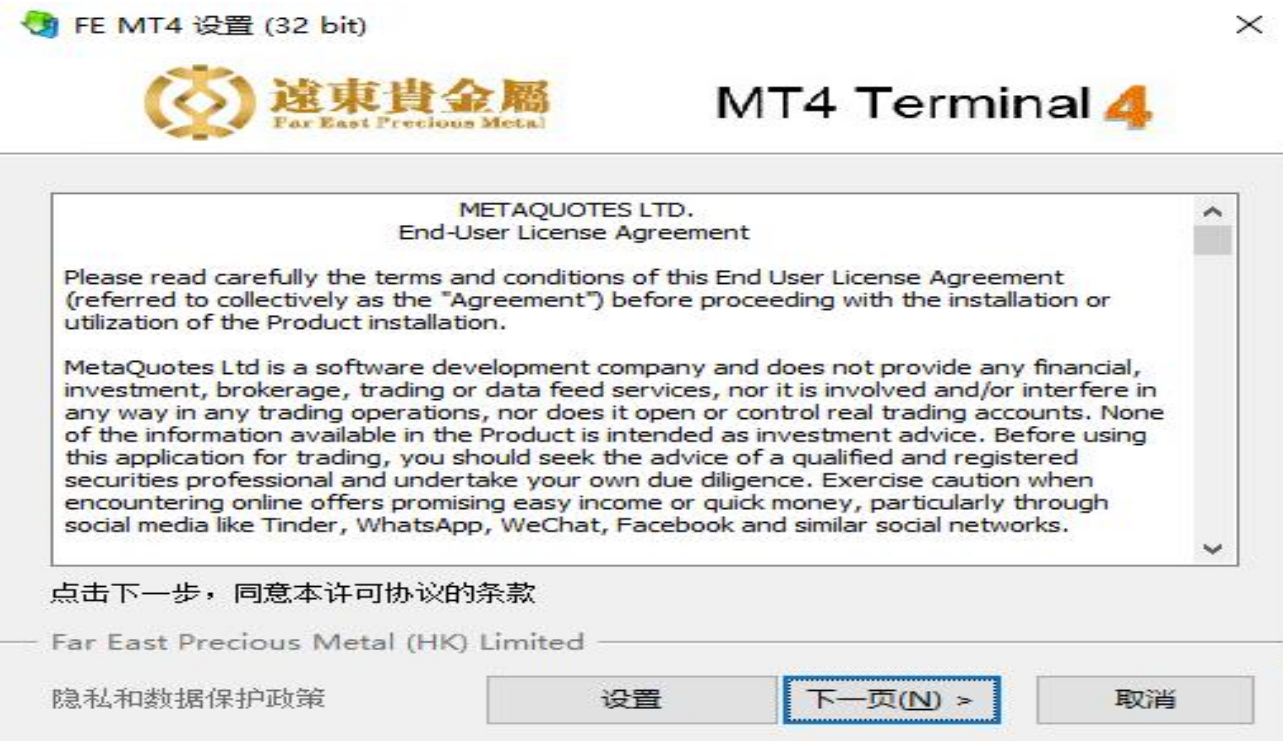 FE MT4 设置 (32 bit)
遠東貴金屬
Far East Precious Metal
MT4 Terminal 4
METAQUOTES LTD.
End-User License Agreement
Please read carefully the terms and conditions of this End User License Agreement
(referred to collectively as the "Agreement") before proceeding with the installation or
utilization of the Product installation.
MetaQuotes Ltd is a software development company and does not provide any financial,
investment, brokerage, trading or data feed services, nor it is involved and/or interfere in
any way in any trading operations, nor does it open or control real trading accounts. None
of the information available in the Product is intended as investment advice. Before using
this application for trading, you should seek the advice of a qualified and registered
securities professional and undertake your own due diligence. Exercise caution when
encountering online offers promising easy income or quick money, particularly through
social media like Tinder, WhatsApp, WeChat, Facebook and similar social networks.
点击下一步，同意本许可协议的条款
Far East Precious Metal (HK) Limited
隐私和数据保护政策
设置
下一页(N) >
取消